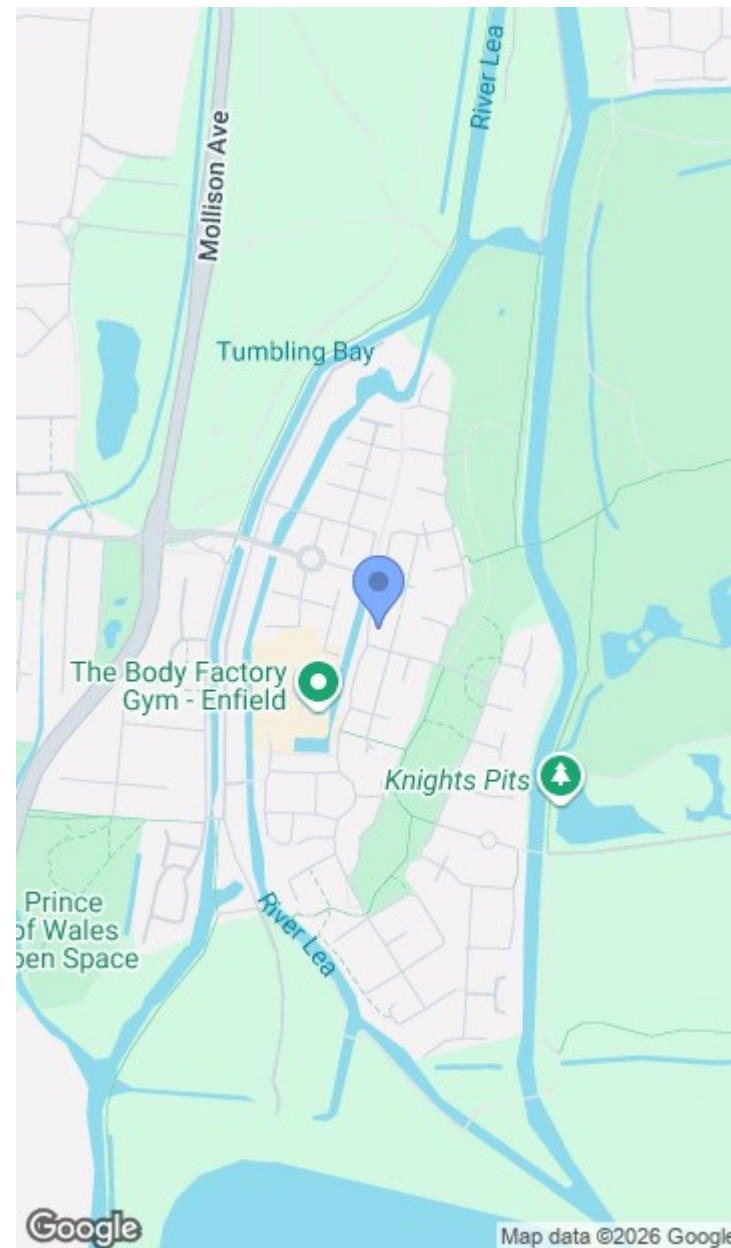 River Lea
Mollison Ave
Tumbling Bay
The Body Factory
Gym - Enfield
Knights Pits
Prince
of Wales
pen Space
River Lea
Google
Map data ©2026 Google